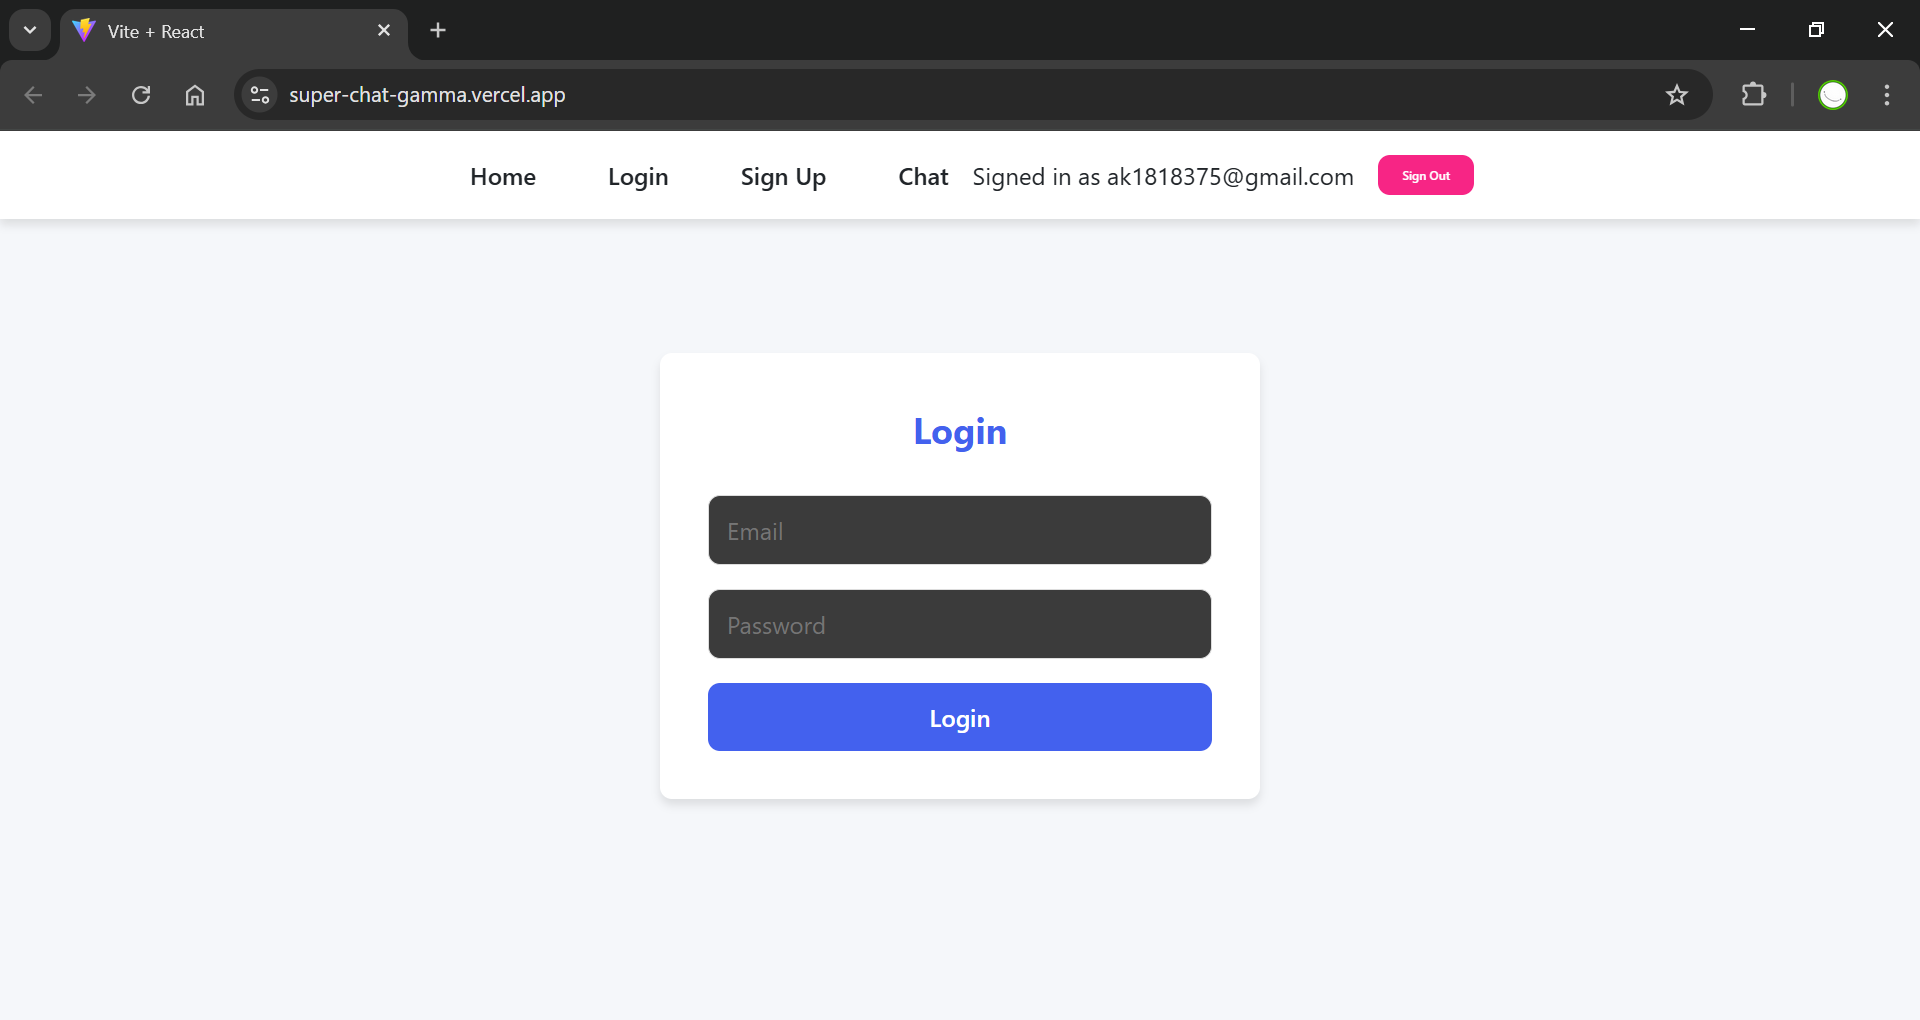 Vite + React
super-chat-gamma.vercel.app
Home Login Sign Up Chat Signed in as ak1818375@gmail.com Sign Out
Login
Email
Password
Login